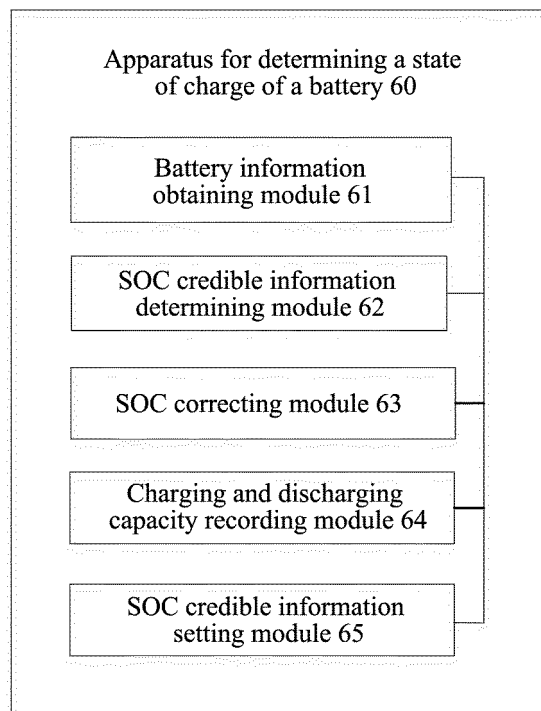 Apparatus for determining a state
of charge of a battery 60
Battery information
obtaining module 61
SOC credible information
determining module 62
SOC correcting module 63
Charging and discharging
capacity recording module 64
SOC credible information
setting module 65